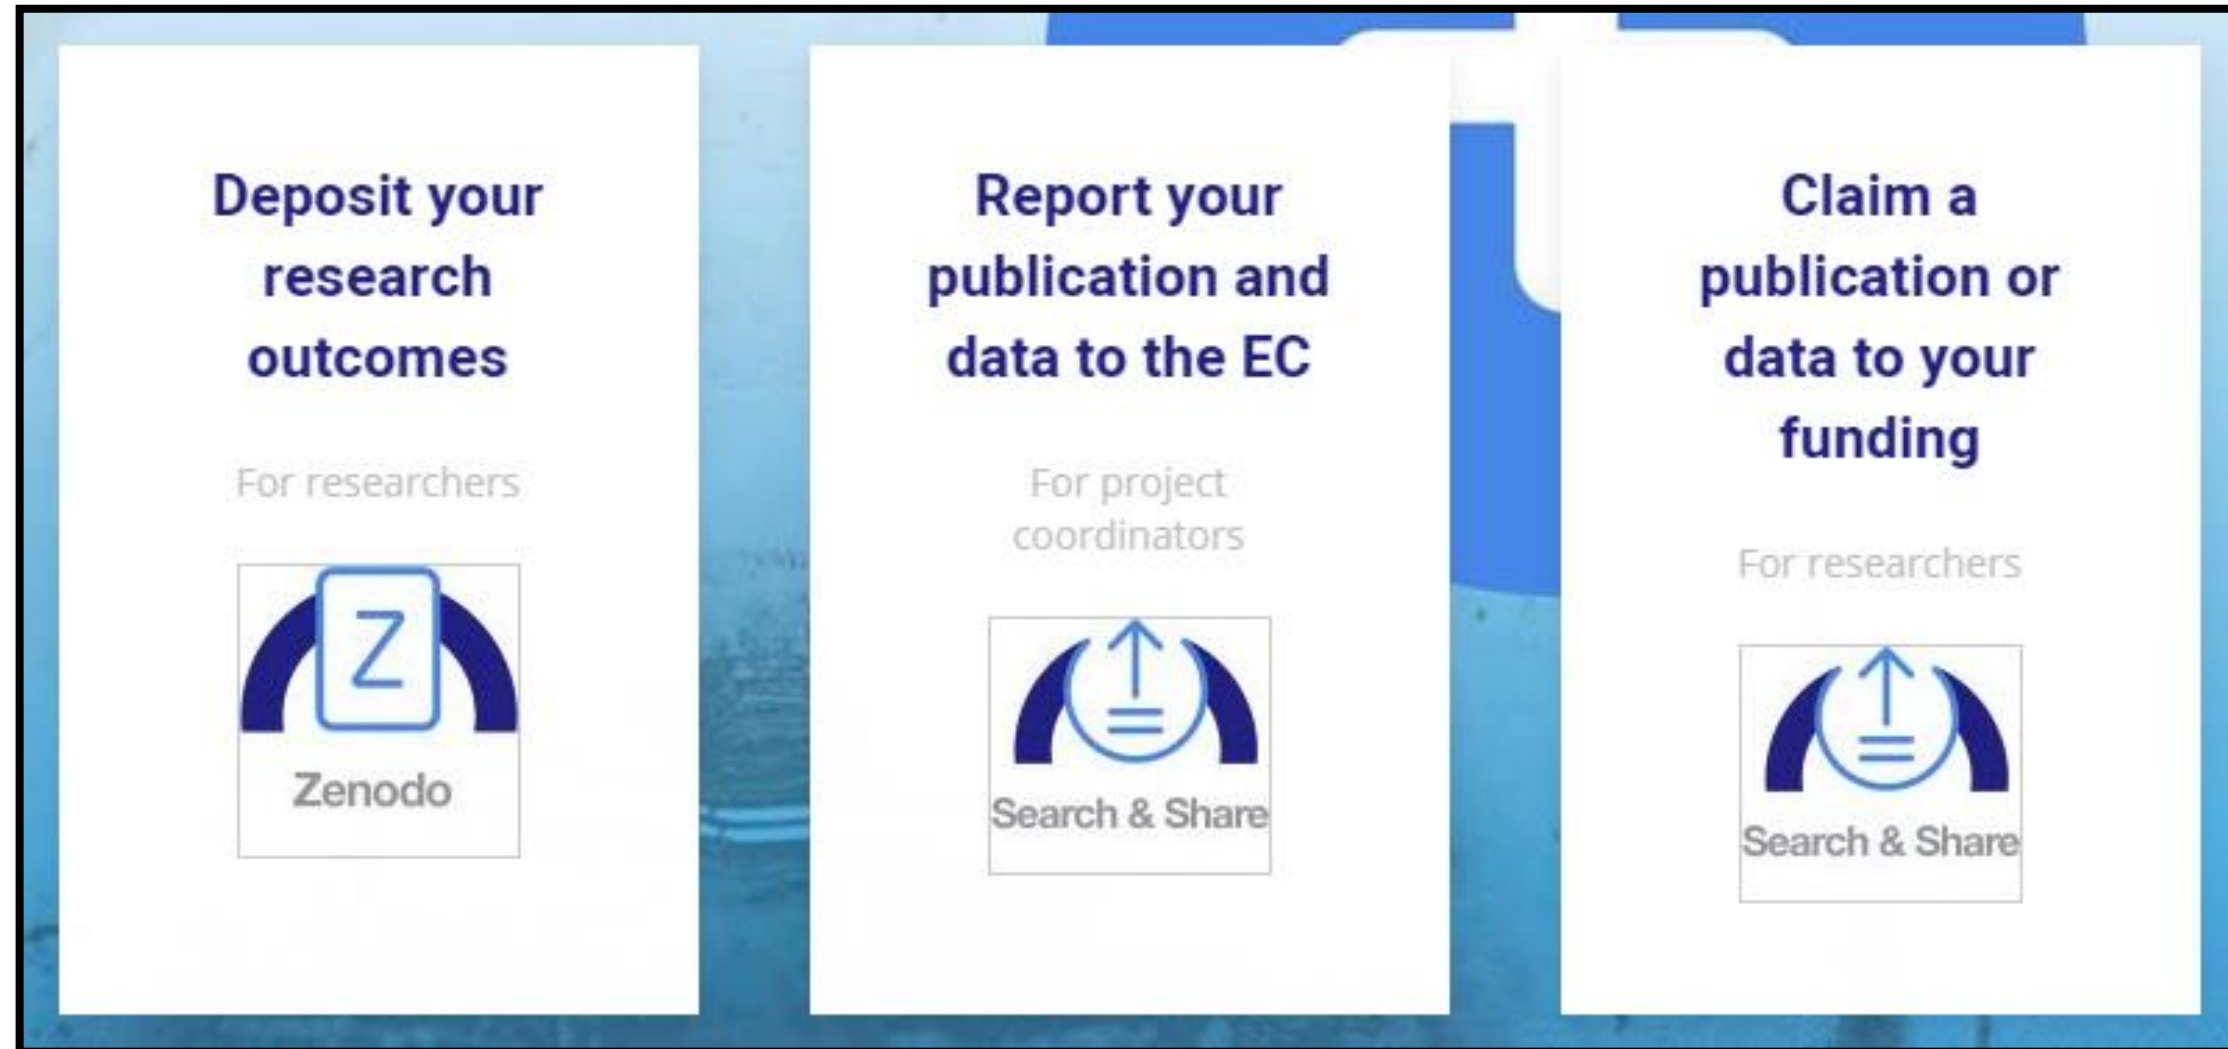 Deposit your
research
outcomes
For researchers
Z
Zenodo
Report your
publication and
data to the EC
For project
coordinators
Search & Share
Claim a
publication or
data to your
funding
For researchers
Search & Share